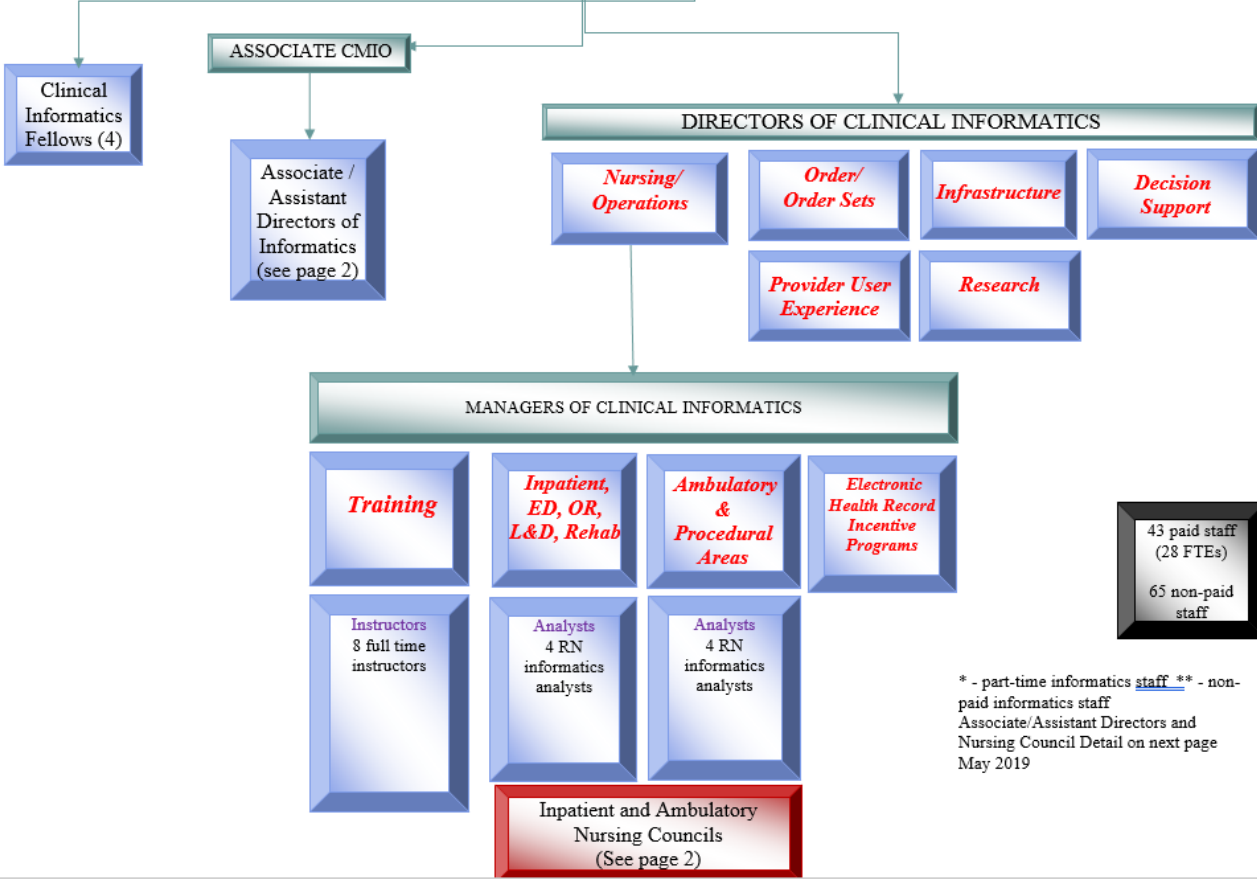 ASSOCIATE CMIO
Clinical
Informatics
Fellows (4)
Associate /
Assistant
Directors of
Informatics
(see page 2)
DIRECTORS OF CLINICAL INFORMATICS
Nursing/
Operations
Order/
Order Sets
Infrastructure
Decision
Support
Provider User
Experience
Research
MANAGERS OF CLINICAL INFORMATICS
Training
Inpatient,
ED, OR,
L&D, Rehab
Ambulatory
&
Procedural
Areas
Electronic
Health Record
Incentive
Programs
Instructors
8 full time
instructors
Analysts
4 RN
informatics
analysts
Analysts
4 RN
informatics
analysts
Inpatient and Ambulatory
Nursing Councils
(See page 2)
43 paid staff
(28 FTEs)
65 non-paid
staff
* - part-time informatics staff ** - non-
paid informatics staff
Associate/Assistant Directors and
Nursing Council Detail on next page
May 2019